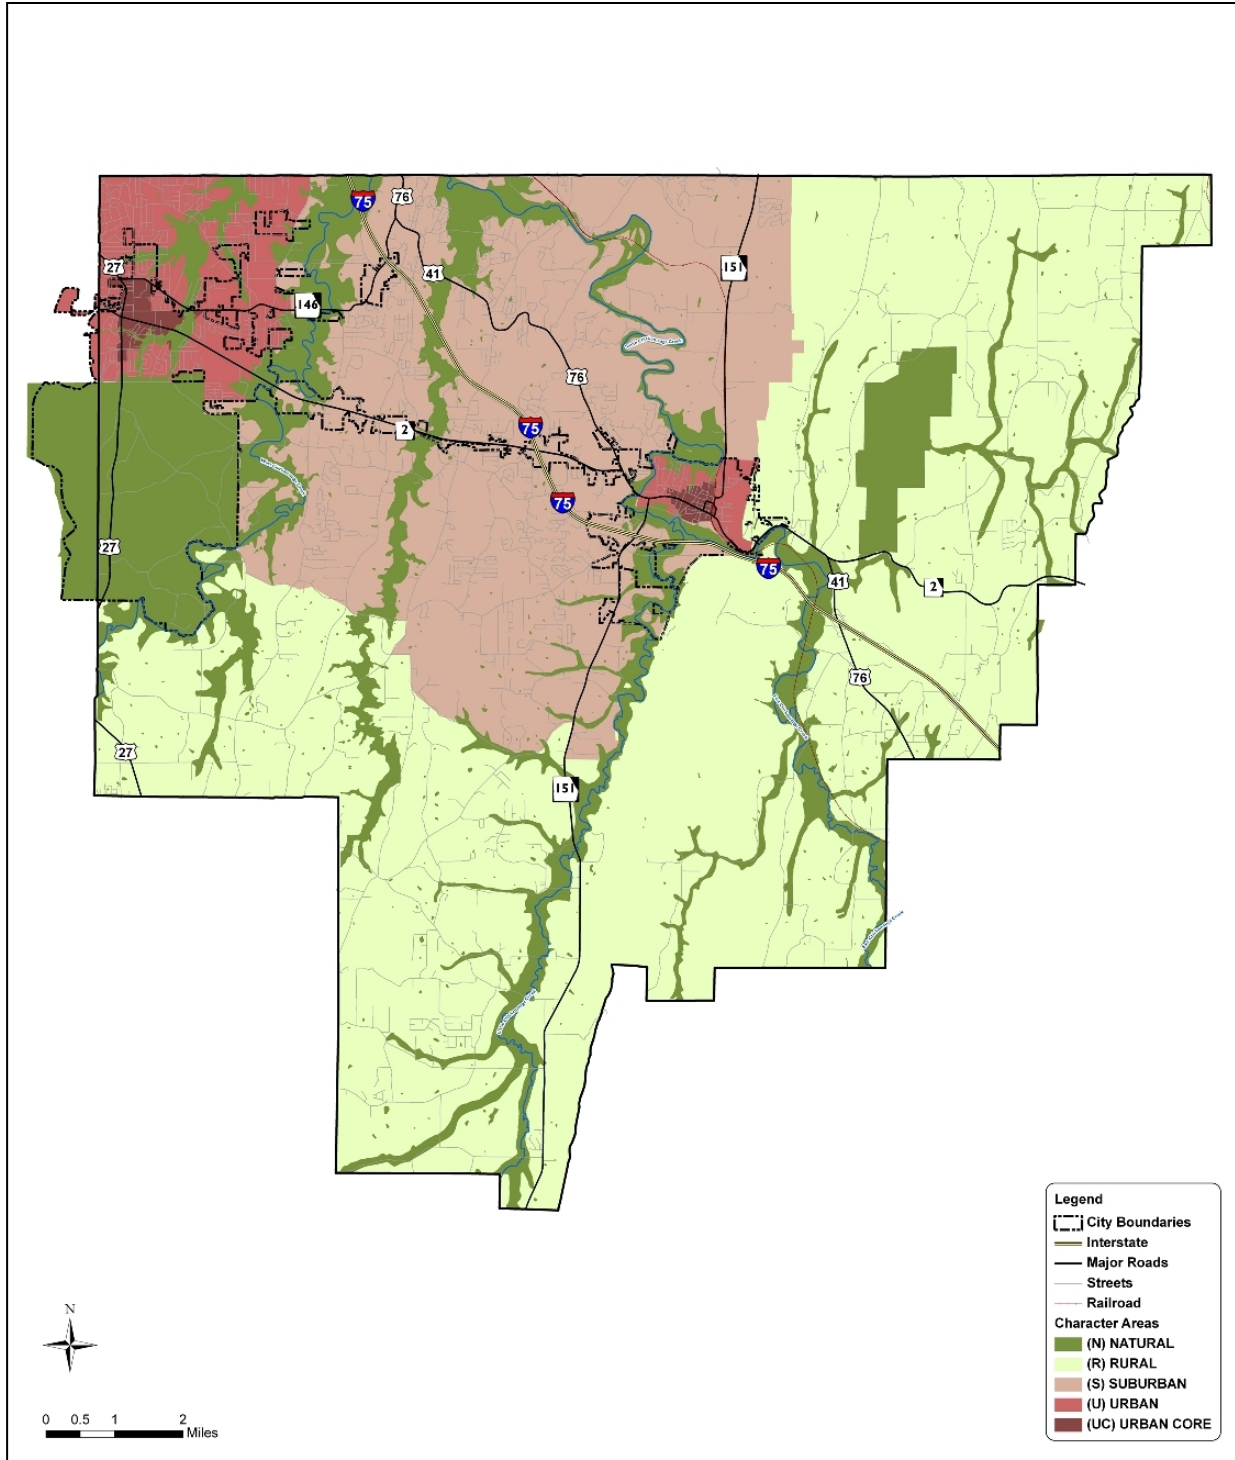 75
76
27
151
41
146
76
2
75
75
27
75
41
2
76
27
151
Legend
City Boundaries
Interstate
Major Roads
Streets
Railroad
Character Areas
(N) NATURAL
(R) RURAL
(S) SUBURBAN
(U) URBAN
(UC) URBAN CORE
N
0 0.5 1 2
Miles